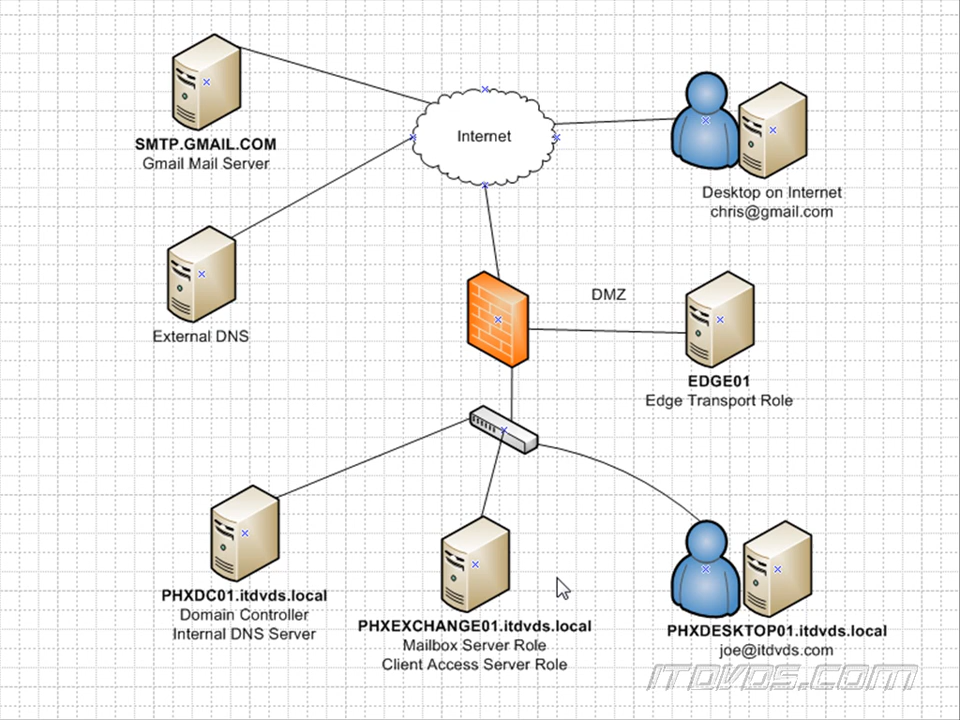 SMTP.GMAIL.COM
Gmail Mail Server
Internet
Desktop on Internet
chris@gmail.com
External DNS
DMZ
EDGE01
Edge Transport Role
PHXDC01.itdvds.local
Domain Controller
Internal DNS Server
PHXEXCHANGE01.itdvds.local
Mailbox Server Role
Client Access Server Role
PHXDESKTOP01.itdvds.local
joe@itdvds.com
ITDVDS.COM